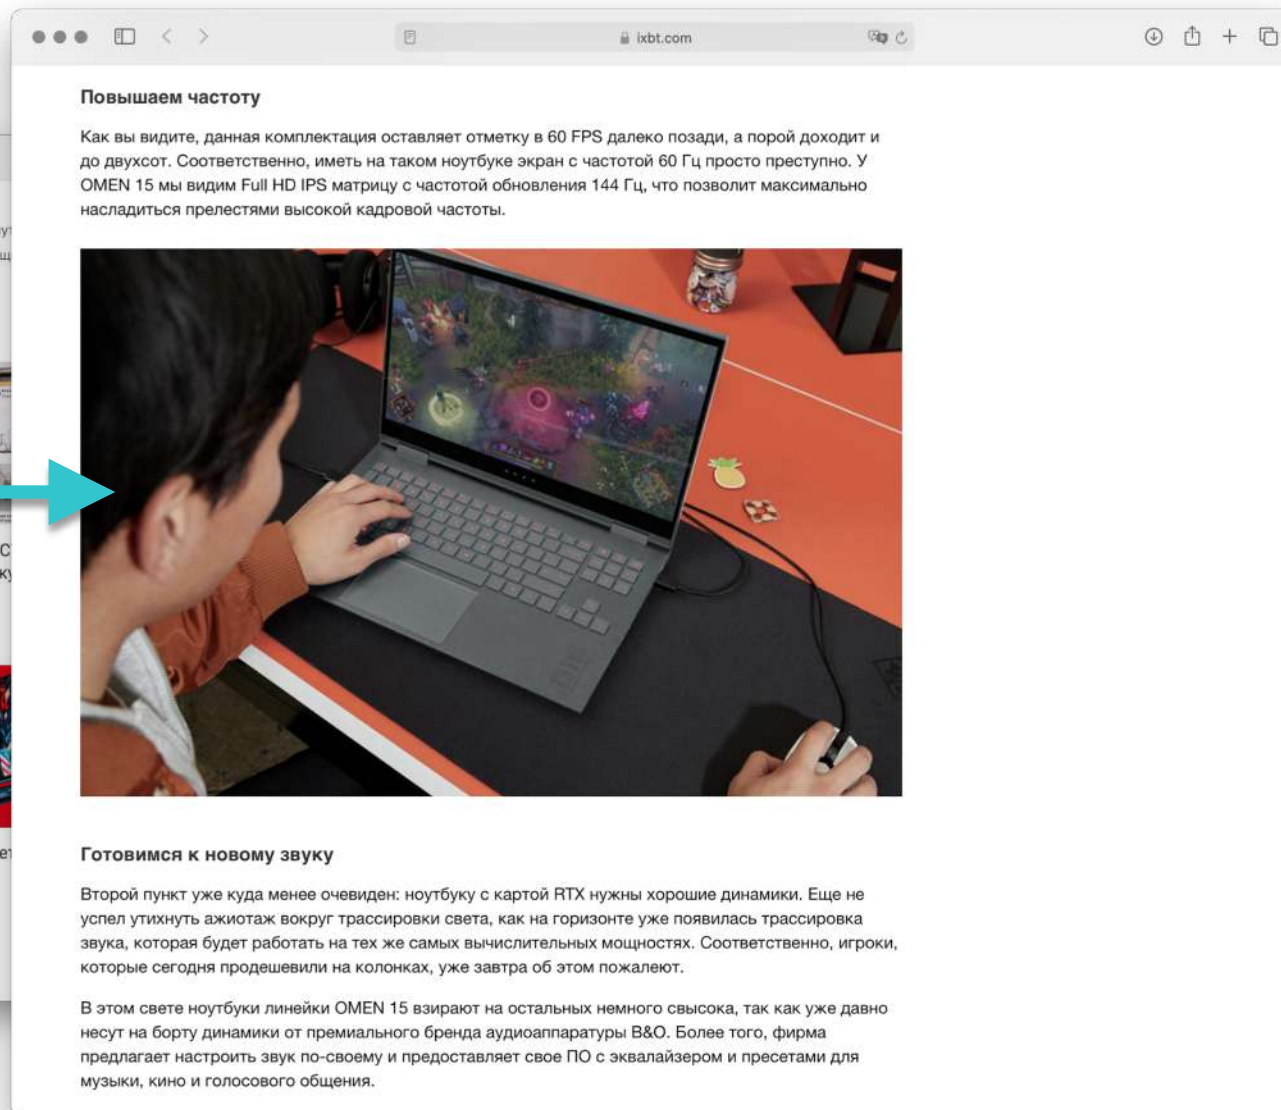 ixbt.com
Повышаем частоту
Как вы видите, данная комплектация оставляет отметку в 60 FPS далеко позади, а порой доходит и
до двухсот. Соответственно, иметь на таком ноутбуке экран с частотой 60 Гц просто преступно. У
OMEN 15 мы видим Full HD IPS матрицу с частотой обновления 144 Гц, что позволит максимально
насладиться прелестями высокой кадровой частоты.
Готовимся к новому звуку
Второй пункт уже куда менее очевиден: ноутбуку с картой RTX нужны хорошие динамики. Еще не
успел утихнуть ажиотаж вокруг трассировки света, как на горизонте уже появилась трассировка
звука, которая будет работать на тех же самых вычислительных мощностях. Соответственно, игроки,
которые сегодня продешевили на колонках, уже завтра об этом пожалеют.
В этом свете ноутбуки линейки OMEN 15 взирают на остальных немного свысока, так как уже давно
несут на борту динамики от премиального бренда аудиоаппаратуры B&O. Более того, фирма
предлагает настроить звук по-своему и предоставляет свое ПО с эквалайзером и пресетами для
музыки, кино и голосового общения.